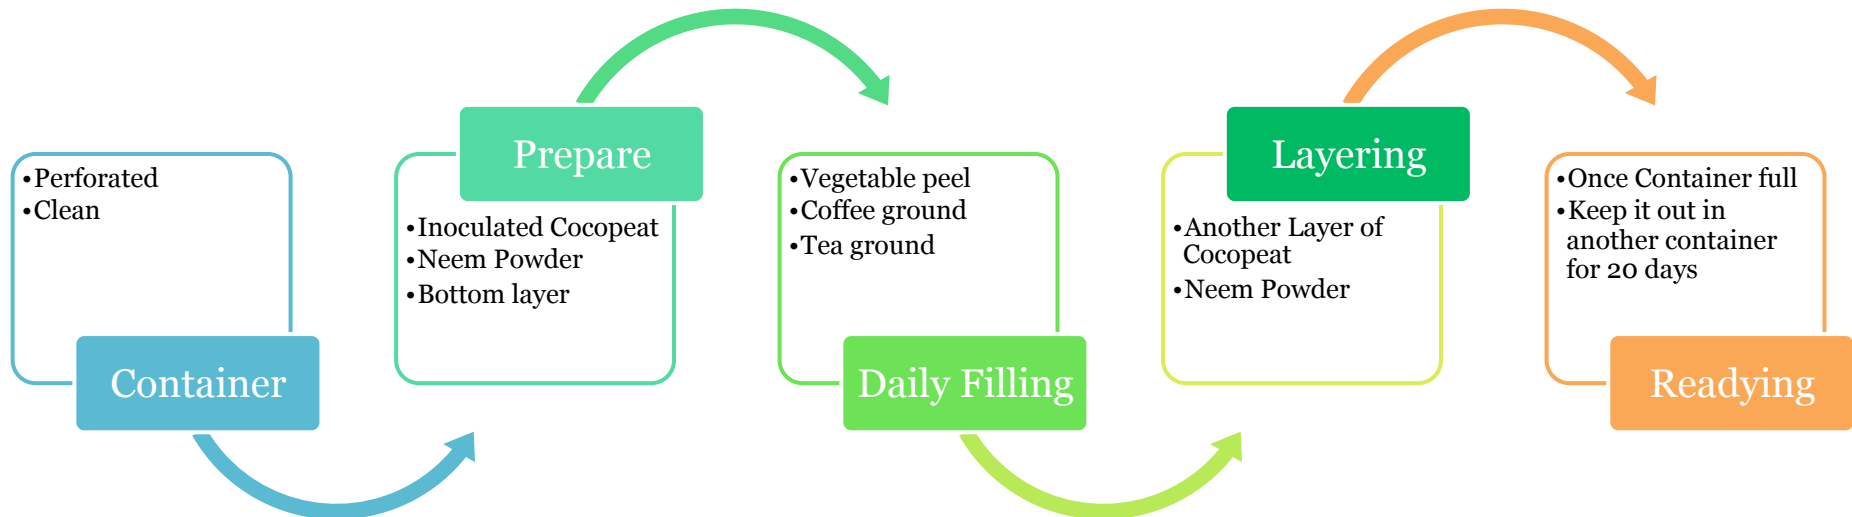 •Perforated
•Clean
Container
Prepare
•Inoculated Cocopeat
•Neem Powder
•Bottom layer
•Vegetable peel
•Coffee ground
•Tea ground
Daily Filling
Layering
•Another Layer of
Cocopeat
•Neem Powder
•Once Container full
•Keep it out in
another container
for 20 days
Readying